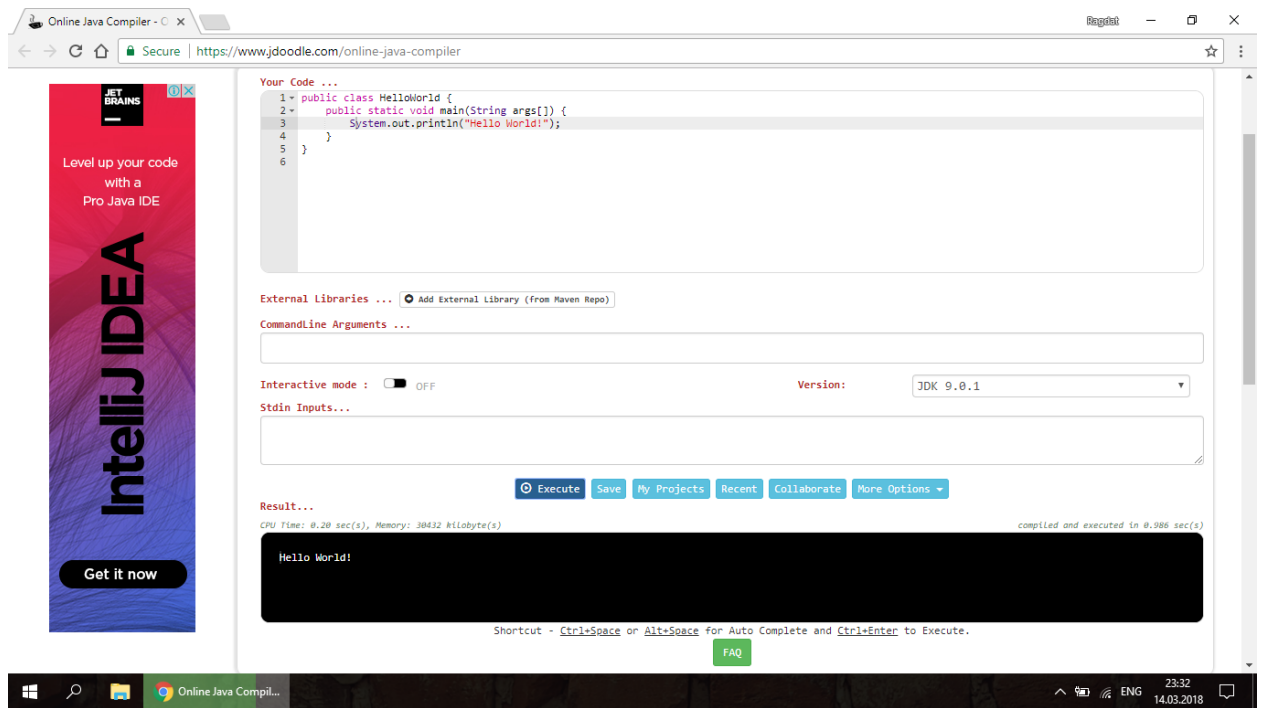 Online Java Compiler - O
Ragdat
Secure | https://www.jdoodle.com/online-java-compiler
JET
BRAINS
Level up your code
with a
Pro Java IDE
IntelliJ IDEA
Get it now
Your Code ...
1 public class HelloWorld {
2 public static void main(String args[]) {
3 System.out.println("Hello World!");
4 }
5 }
6
External Libraries ... Add External Library (from Maven Repo)
CommandLine Arguments ...
Interactive mode : OFF Version: JDK 9.0.1
Stdin Inputs...
Execute Save My Projects Recent Collaborate More Options
Result...
CPU Time: 0.20 sec(s), Memory: 30432 kilobyte(s) compiled and executed in 0.986 sec(s)
Hello World!
Shortcut - Ctrl+Space or Alt+Space for Auto Complete and Ctrl+Enter to Execute.
FAQ
Online Java Compil...
ENG
23:32
14.03.2018